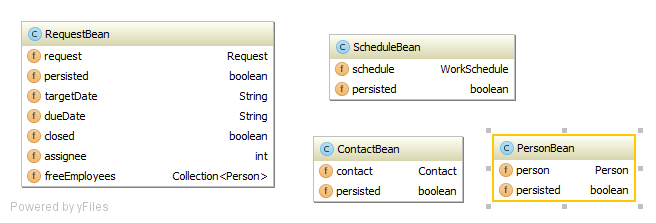 C RequestBean
f request Request
f persisted boolean
f targetDate String
f dueDate String
f closed boolean
f assignee int
f freeEmployees Collection<Person>
C ScheduleBean
f schedule WorkSchedule
f persisted boolean
C ContactBean
f contact Contact
f persisted boolean
C PersonBean
f person Person
f persisted boolean
Powered by yFiles